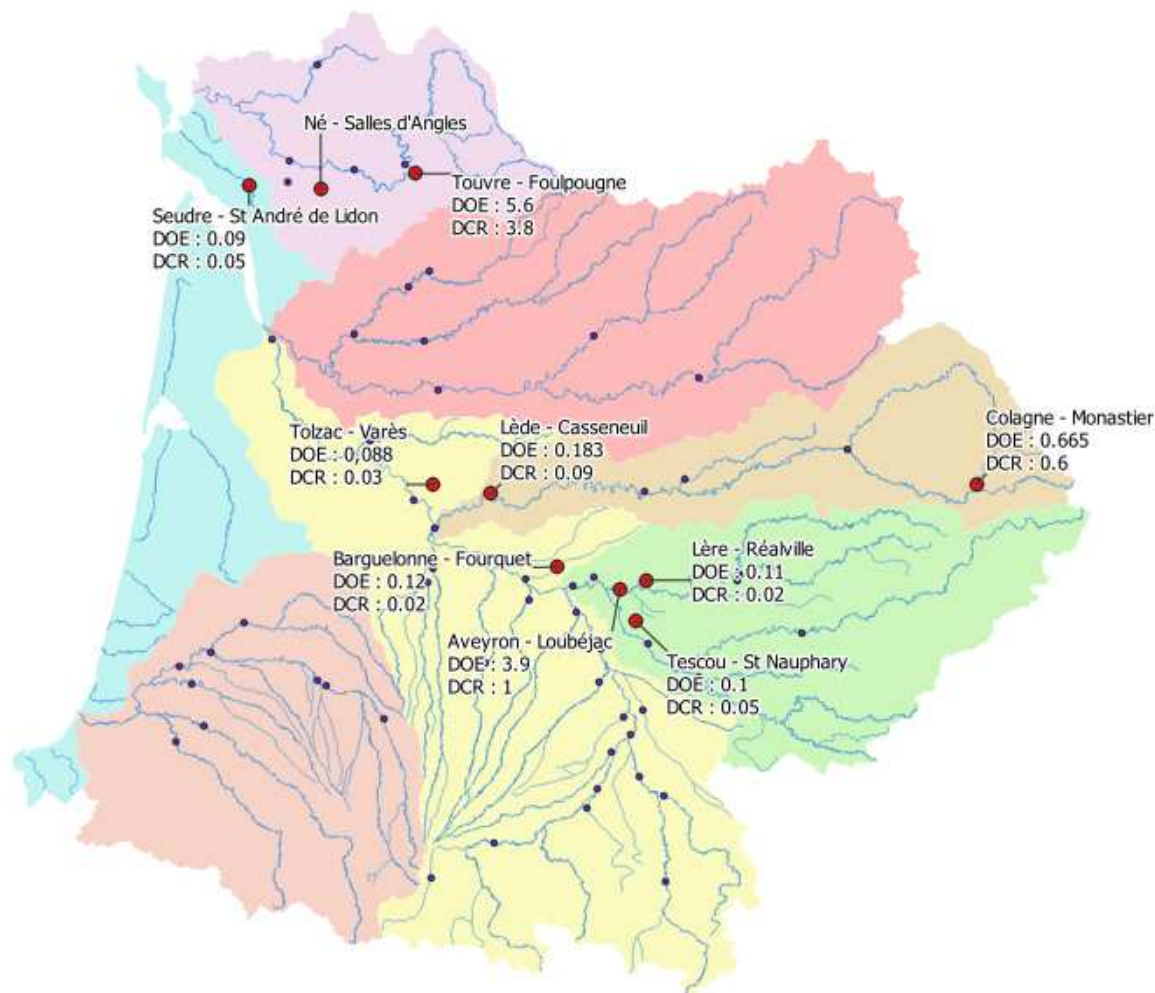 Né - Salles d'Angles
Touvre - Foulpougne
DOE : 5.6
DCR : 3.8
Seudre - St André de Lidon
DOE : 0.09
DCR : 0.05
Tolzac - Varès
DOE : 0,088
DCR : 0.03
Lède - Casseneuil
DOE : 0.183
DCR : 0.09
Colagne - Monastier
DOE : 0.665
DCR : 0.6
Barguelonne - Fourquet
DOE : 0.12
DCR : 0.02
Lère - Réalville
DOE : 0.11
DCR : 0.02
Aveyron - Loubéjac
DOE : 3.9
DCR : 1
Tescou - St Nauphary
DOE : 0.1
DCR : 0.05